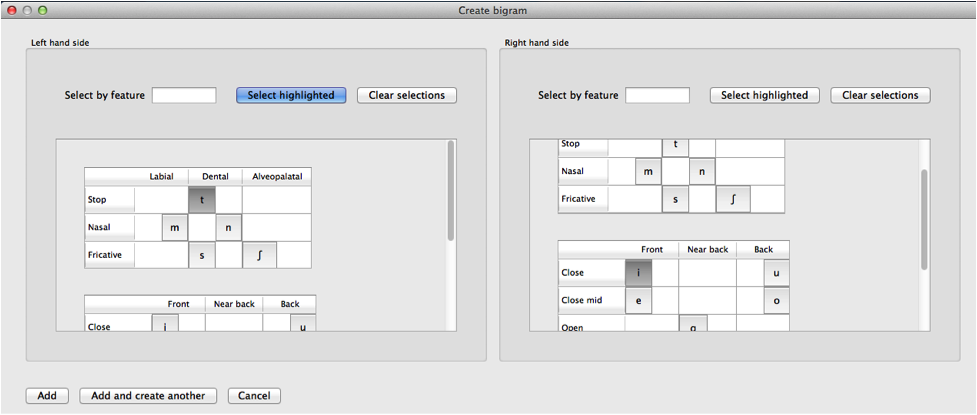 Create bigram
Left hand side
Select by feature Select highlighted Clear selections
Labial Dental Alveopalatal
Stop t
Nasal m n
Fricative s ʃ
Front Near back Back
Close i u
Right hand side
Select by feature Select highlighted Clear selections
Stop t
Nasal m n
Fricative s ʃ
Front Near back Back
Close i u
Close mid e o
Open
Add Add and create another Cancel